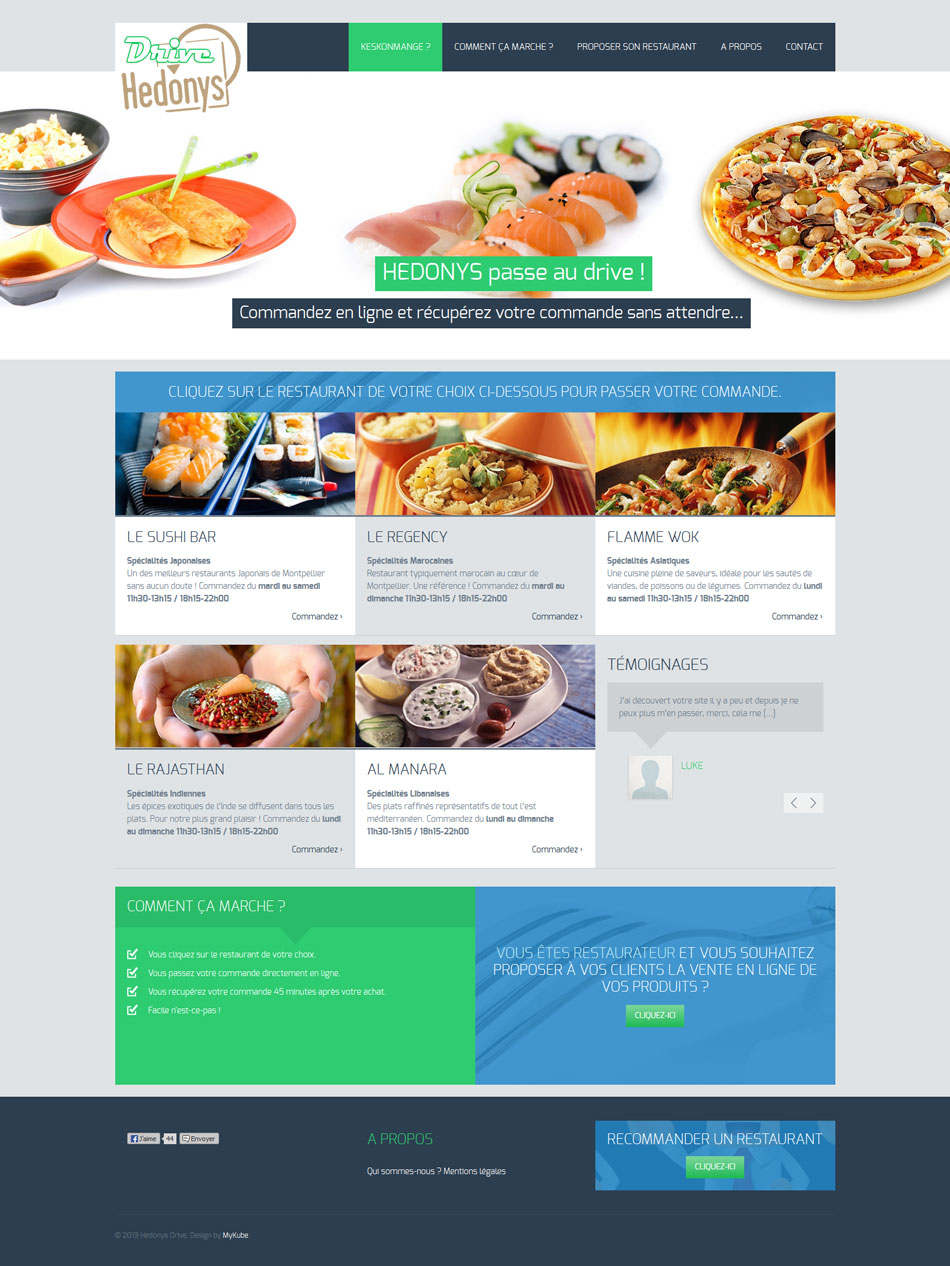 Drive
Hedonys
KESKONMANGE ?
COMMENT ÇA MARCHE ?
PROPOSER SON RESTAURANT
A PROPOS
CONTACT
HEDONYS passe au drive !
Commandez en ligne et récupérez votre commande sans attendre...
CLIQUEZ SUR LE RESTAURANT DE VOTRE CHOIX CI-DESSOUS POUR PASSER VOTRE COMMANDE.
LE SUSHI BAR
Spécialités Japonaises
Un des meilleurs restaurants Japonais de Montpellier
sans aucun doute ! Commandez du mardi au samedi
11h30-13h15 / 18h15-22h00
Commandez ›
LE REGENCY
Spécialités Marocaines
Restaurant typiquement marocain au cœur de
Montpellier. Une référence ! Commandez du mardi au
dimanche 11h30-13h15 / 18h15-22h00
Commandez ›
FLAMME WOK
Spécialités Asiatiques
Une cuisine pleine de saveurs, idéale pour les sautés de
viandes, de poissons ou de légumes. Commandez du lundi
au samedi 11h30-13h15 / 18h15-22h00
Commandez ›
LE RAJASTHAN
Spécialités Indiennes
Les épices exotiques de l'Inde se diffusent dans tous les
plats. Pour notre plus grand plaisir ! Commandez du lundi
au dimanche 11h30-13h15 / 18h15-22h00
Commandez ›
AL MANARA
Spécialités Libanaises
Des plats raffinés représentatifs de tout l'est
méditerranéen. Commandez du lundi au dimanche
11h30-13h15 / 18h15-22h00
Commandez ›
TÉMOIGNAGES
J'ai découvert votre site il y a peu et depuis je ne
peux plus m'en passer, merci, cela me [...]
LUKE
COMMENT ÇA MARCHE ?
Vous cliquez sur le restaurant de votre choix.
Vous passez votre commande directement en ligne.
Vous récupérez votre commande 45 minutes après votre achat.
Facile n'est-ce-pas !
VOUS ÊTES RESTAURATEUR ET VOUS SOUHAITEZ
PROPOSER À VOS CLIENTS LA VENTE EN LIGNE DE
VOS PRODUITS ?
CLIQUEZ-ICI
J'aime 44 Envoyer
A PROPOS
Qui sommes-nous ? Mentions légales
RECOMMANDER UN RESTAURANT
CLIQUEZ-ICI
© 2013 Hedonys Drive. Design by MyKube